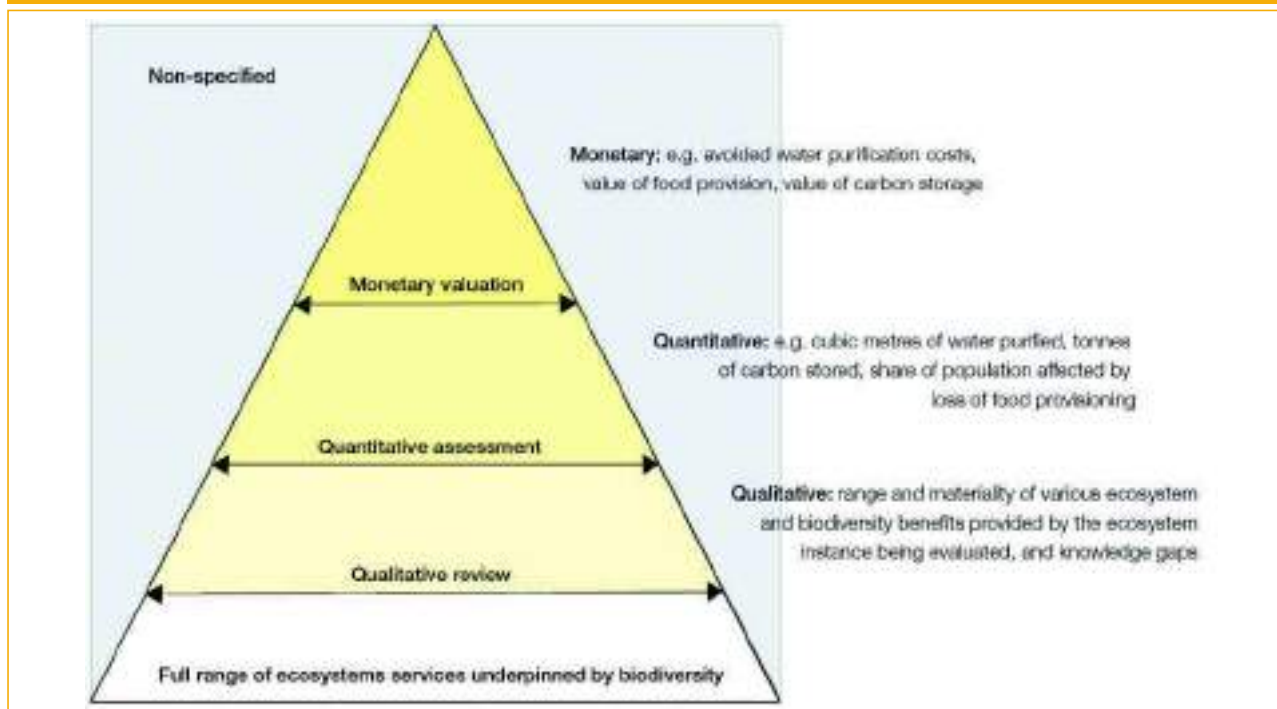 Non-specified
Monetary: e.g. avoided water purification costs,
value of food provision, value of carbon storage
Monetary valuation
Quantitative: e.g. cubic metres of water purified, tonnes
of carbon stored, share of population affected by
loss of food provisioning
Quantitative assessment
Qualitative: range and materiality of various ecosystem
and biodiversity benefits provided by the ecosystem
instance being evaluated, and knowledge gaps
Qualitative review
Full range of ecosystems services underpinned by biodiversity